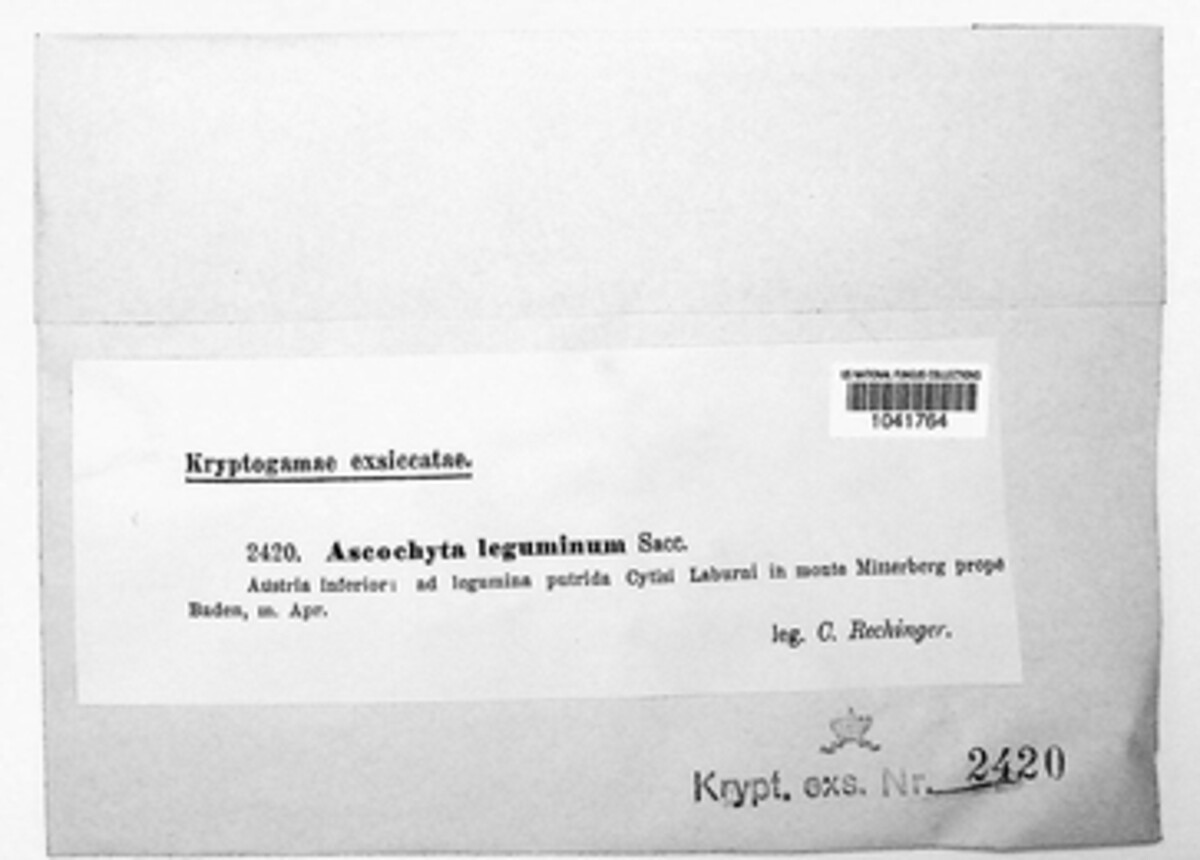 US NATIONAL FUNGUS COLLECTIONS
1041764
Kryptogamae exsiccatae.
2420. Ascochyta leguminum Sacc.
Austria inferior: ad legumina putrida Cytisi Laburni in monte Mitterberg prope
Baden, m. Apr.
leg. C. Rechinger.
Krypt. exs. Nr. 2420